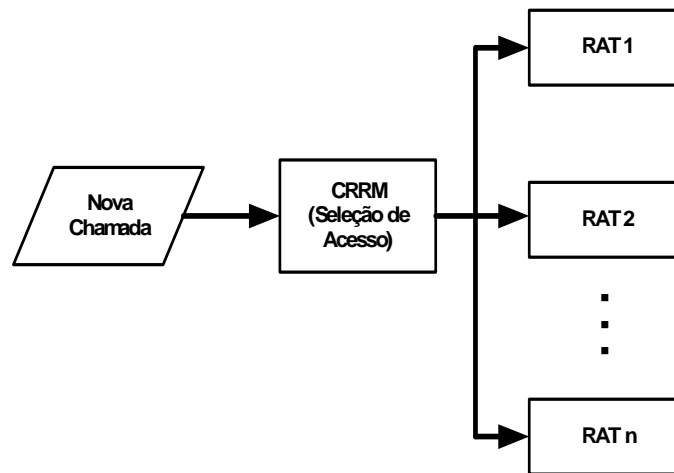 Nova
Chamada
CRRM
(Seleção de
Acesso)
RAT 1
RAT 2
RAT n